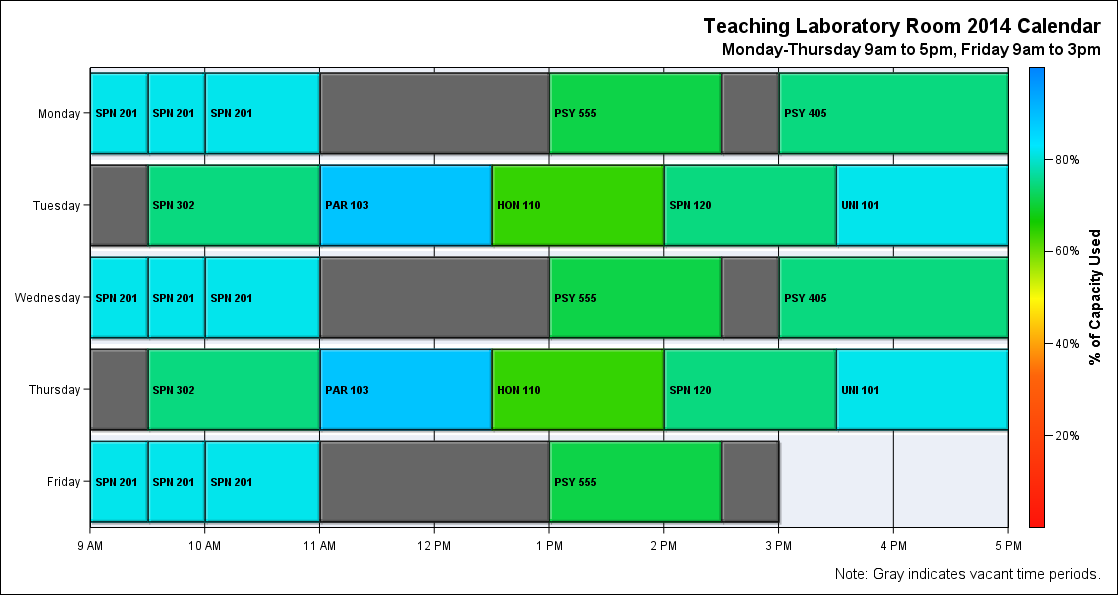 Teaching Laboratory Room 2014 Calendar
Monday-Thursday 9am to 5pm, Friday 9am to 3pm
Monday
SPN 201
SPN 201
SPN 201
PSY 555
PSY 405
Tuesday
SPN 302
PAR 103
HON 110
SPN 120
UNI 101
Wednesday
SPN 201
SPN 201
SPN 201
PSY 555
PSY 405
Thursday
SPN 302
PAR 103
HON 110
SPN 120
UNI 101
Friday
SPN 201
SPN 201
SPN 201
PSY 555
9 AM
10 AM
11 AM
12 PM
1 PM
2 PM
3 PM
4 PM
5 PM
80%
60%
40%
20%
% of Capacity Used
Note: Gray indicates vacant time periods.